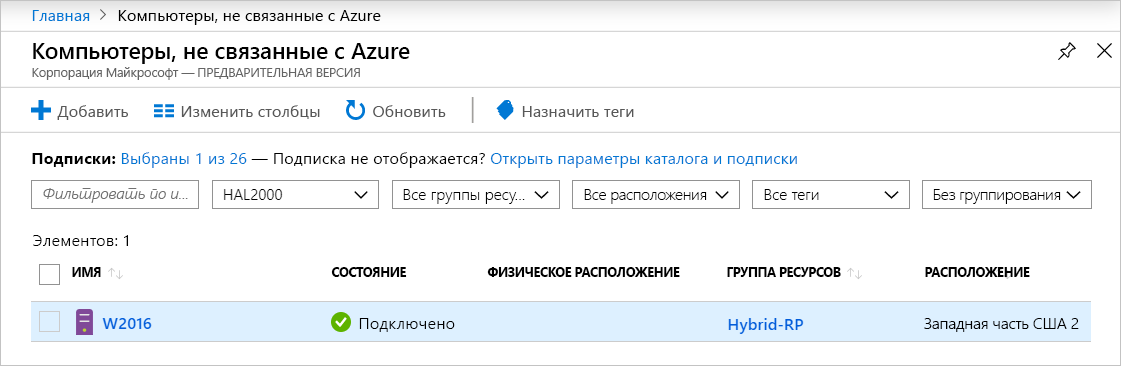 Главная > Компьютеры, не связанные с Azure
Компьютеры, не связанные с Azure
Корпорация Майкрософт — ПРЕДВАРИТЕЛЬНАЯ ВЕРСИЯ
Добавить Изменить столбцы Обновить Назначить теги
Подписки: Выбраны 1 из 26 — Подписка не отображается? Открыть параметры каталога и подписки
Фильтровать по и... HAL2000 Все группы ресу... Все расположения Все теги Без группирования
Элементов: 1
ИМЯ СОСТОЯНИЕ ФИЗИЧЕСКОЕ РАСПОЛОЖЕНИЕ ГРУППА РЕСУРСОВ РАСПОЛОЖЕНИЕ
W2016 Подключено Hybrid-RP Западная часть США 2